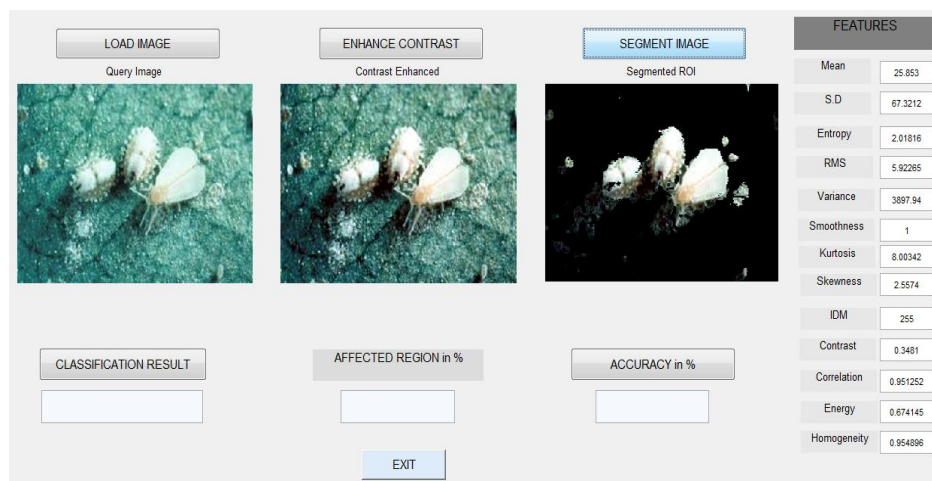 LOAD IMAGE
ENHANCE CONTRAST
SEGMENT IMAGE
Query Image
Contrast Enhanced
Segmented ROI
CLASSIFICATION RESULT
AFFECTED REGION in %
ACCURACY in %
EXIT
FEATURES
Mean 25.853
S.D 67.3212
Entropy 2.01816
RMS 5.92265
Variance 3897.94
Smoothness 1
Kurtosis 8.00342
Skewness 2.5574
IDM 255
Contrast 0.3481
Correlation 0.951252
Energy 0.674145
Homogeneity 0.954896